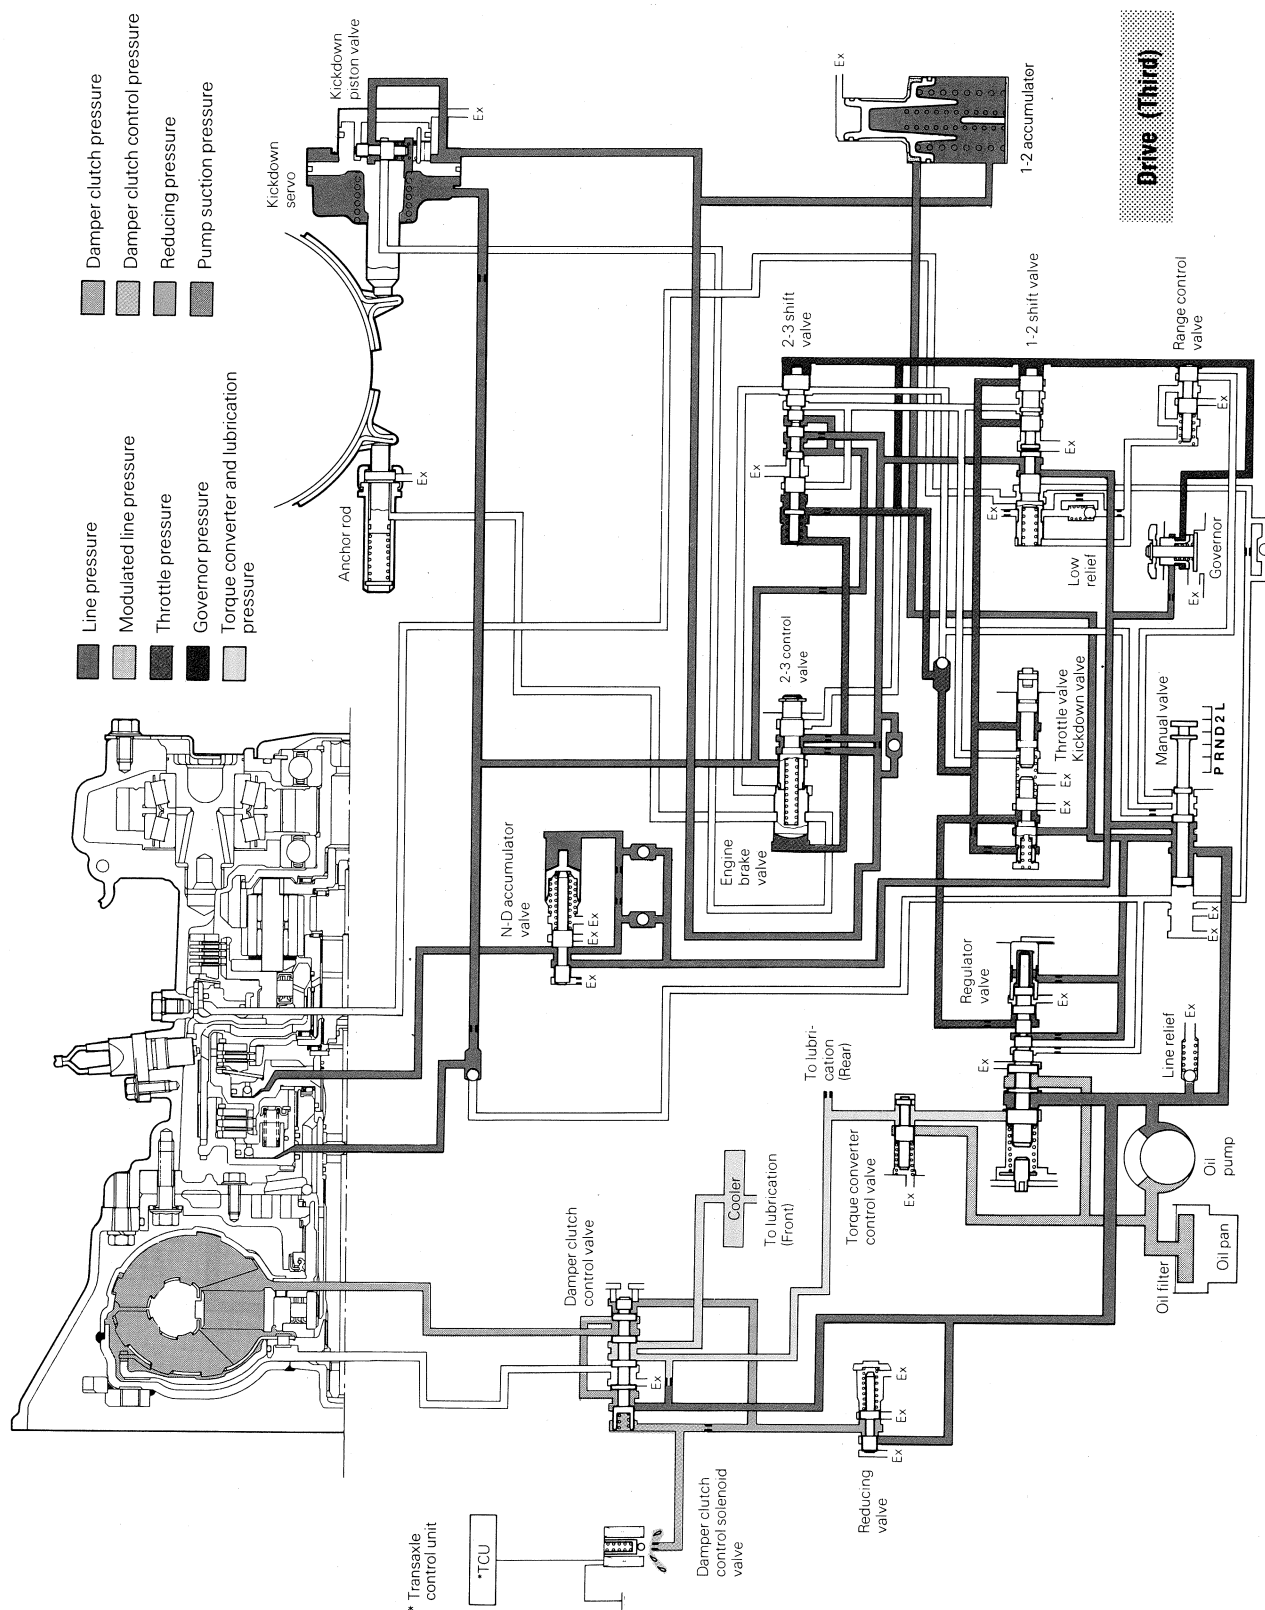 Drive (Third)
Line pressure
Modulated line pressure
Throttle pressure
Governor pressure
Torque converter and lubrication
pressure
Damper clutch pressure
Damper clutch control pressure
Reducing pressure
Pump suction pressure
Kickdown
servo
Kickdown
piston valve
Ex
Anchor rod
Ex
1-2 accumulator
Ex
2-3 shift
valve
Ex
1-2 shift valve
Ex
Ex
Range control
valve
Ex
Low
relief
Governor
Ex
2-3 control
valve
Engine
brake
valve
Throttle valve
Kickdown valve
Ex
Ex
Manual valve
PRND2L
Ex
Ex
N-D accumulator
valve
Ex
Ex
Ex
Ex
Regulator
valve
Ex
Ex
Line relief
Ex
To lubri-
cation
(Rear)
Torque converter
control valve
Ex
Oil
pump
Oil filter
Oil pan
Cooler
To lubrication
(Front)
Damper clutch
control valve
Ex
Reducing
valve
Ex
Ex
Ex
Damper clutch
control solenoid
valve
*TCU
* Transaxle
control unit